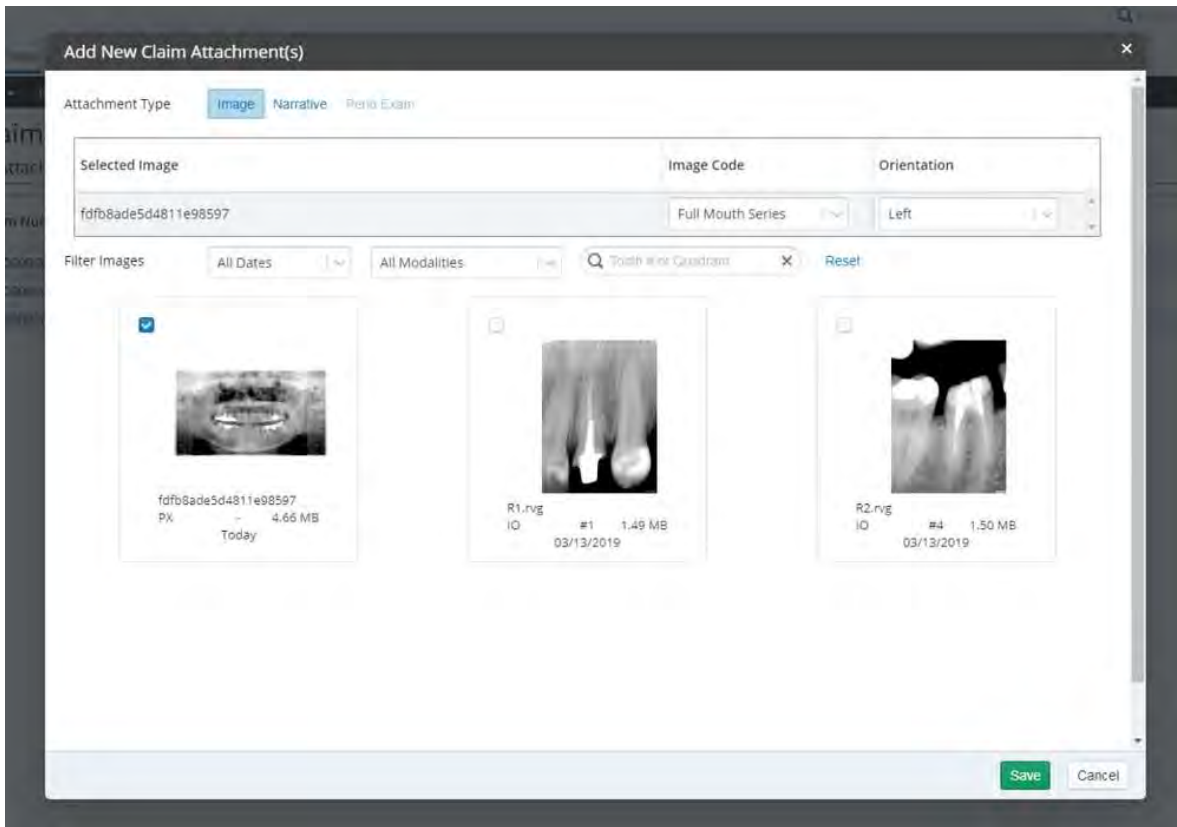 Add New Claim Attachment(s)
Attachment Type Image Narrative Perio Exam
Selected Image Image Code Orientation
fdfb8ade5d4811e98597 Full Mouth Series Left
Filter Images All Dates All Modalities Tooth # or Quadrant Reset
fdfb8ade5d4811e98597
PX - 4.66 MB
Today
R1.rvg
IO #1 1.49 MB
03/13/2019
R2.rvg
IO #4 1.50 MB
03/13/2019
Save Cancel